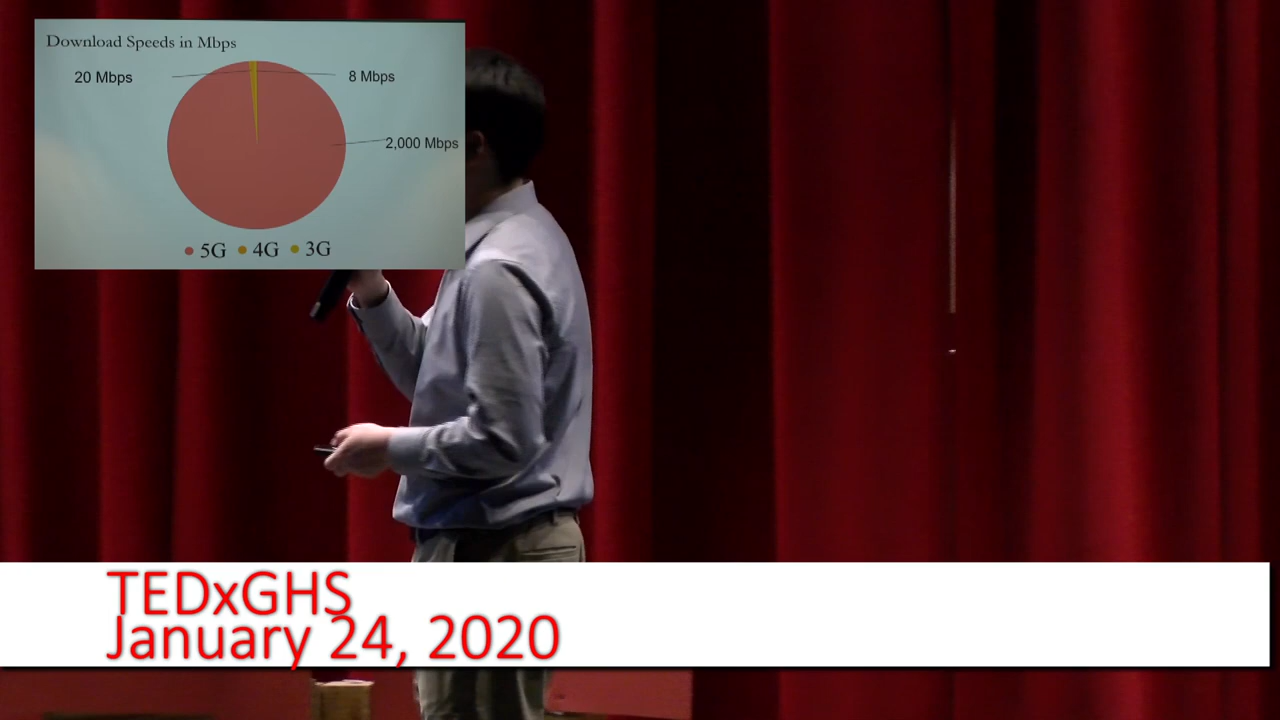 Download Speeds in Mbps
20 Mbps
8 Mbps
2,000 Mbps
5G 4G 3G
TEDxGHS
January 24, 2020